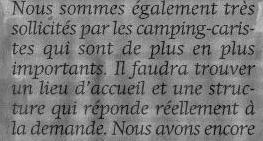 Nous sommes également très
sollicités par les camping-caris-
tes qui sont de plus en plus
importants. Il faudra trouver
un lieu d'accueil et une struc-
ture qui réponde réellement à
la demande. Nous avons encore